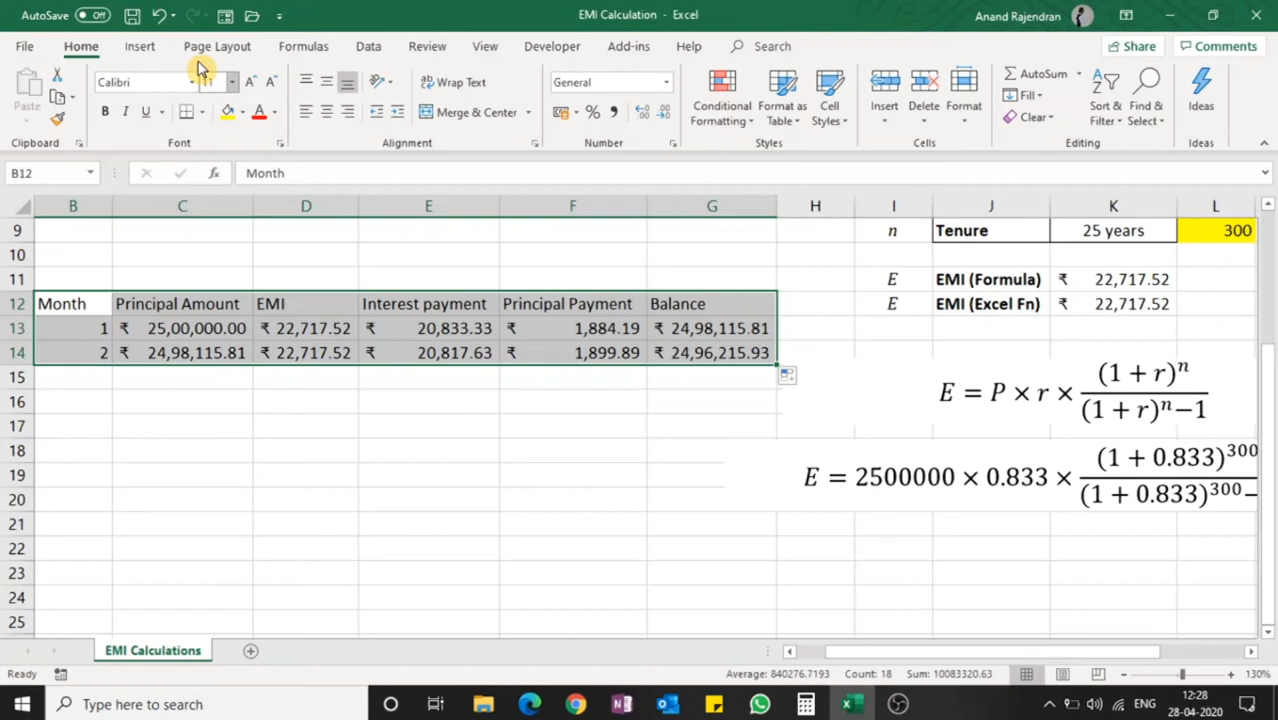 AutoSave Off EMI Calculation - Excel Anand Rajendran
File Home Insert Page Layout Formulas Data Review View Developer Add-ins Help Search Share Comments
Paste
Calibri 11
B I U
Wrap Text
Merge & Center
General
Conditional Formatting
Format as Table
Cell Styles
Insert Delete Format
AutoSum
Fill
Clear
Sort & Filter
Find & Select
Ideas
Clipboard Font Alignment Number Styles Cells Editing Ideas
B12 fx Month
B C D E F G H I J K L
9 n Tenure 25 years 300
10
11 E EMI (Formula) ₹ 22,717.52
12 Month Principal Amount EMI Interest payment Principal Payment Balance E EMI (Excel Fn) ₹ 22,717.52
13 1 ₹ 25,00,000.00 ₹ 22,717.52 ₹ 20,833.33 ₹ 1,884.19 ₹ 24,98,115.81
14 2 ₹ 24,98,115.81 ₹ 22,717.52 ₹ 20,817.63 ₹ 1,899.89 ₹ 24,96,215.93
15
16 E = P × r × (1 + r)^n / (1 + r)^n−1
17
18
19 E = 2500000 × 0.833 × (1 + 0.833)^300 / (1 + 0.833)^300−
20
21
22
23
24
25
EMI Calculations
Ready Average: 840276.7193 Count: 18 Sum: 10083320.63 130%
Type here to search ENG 12:28
28-04-2020